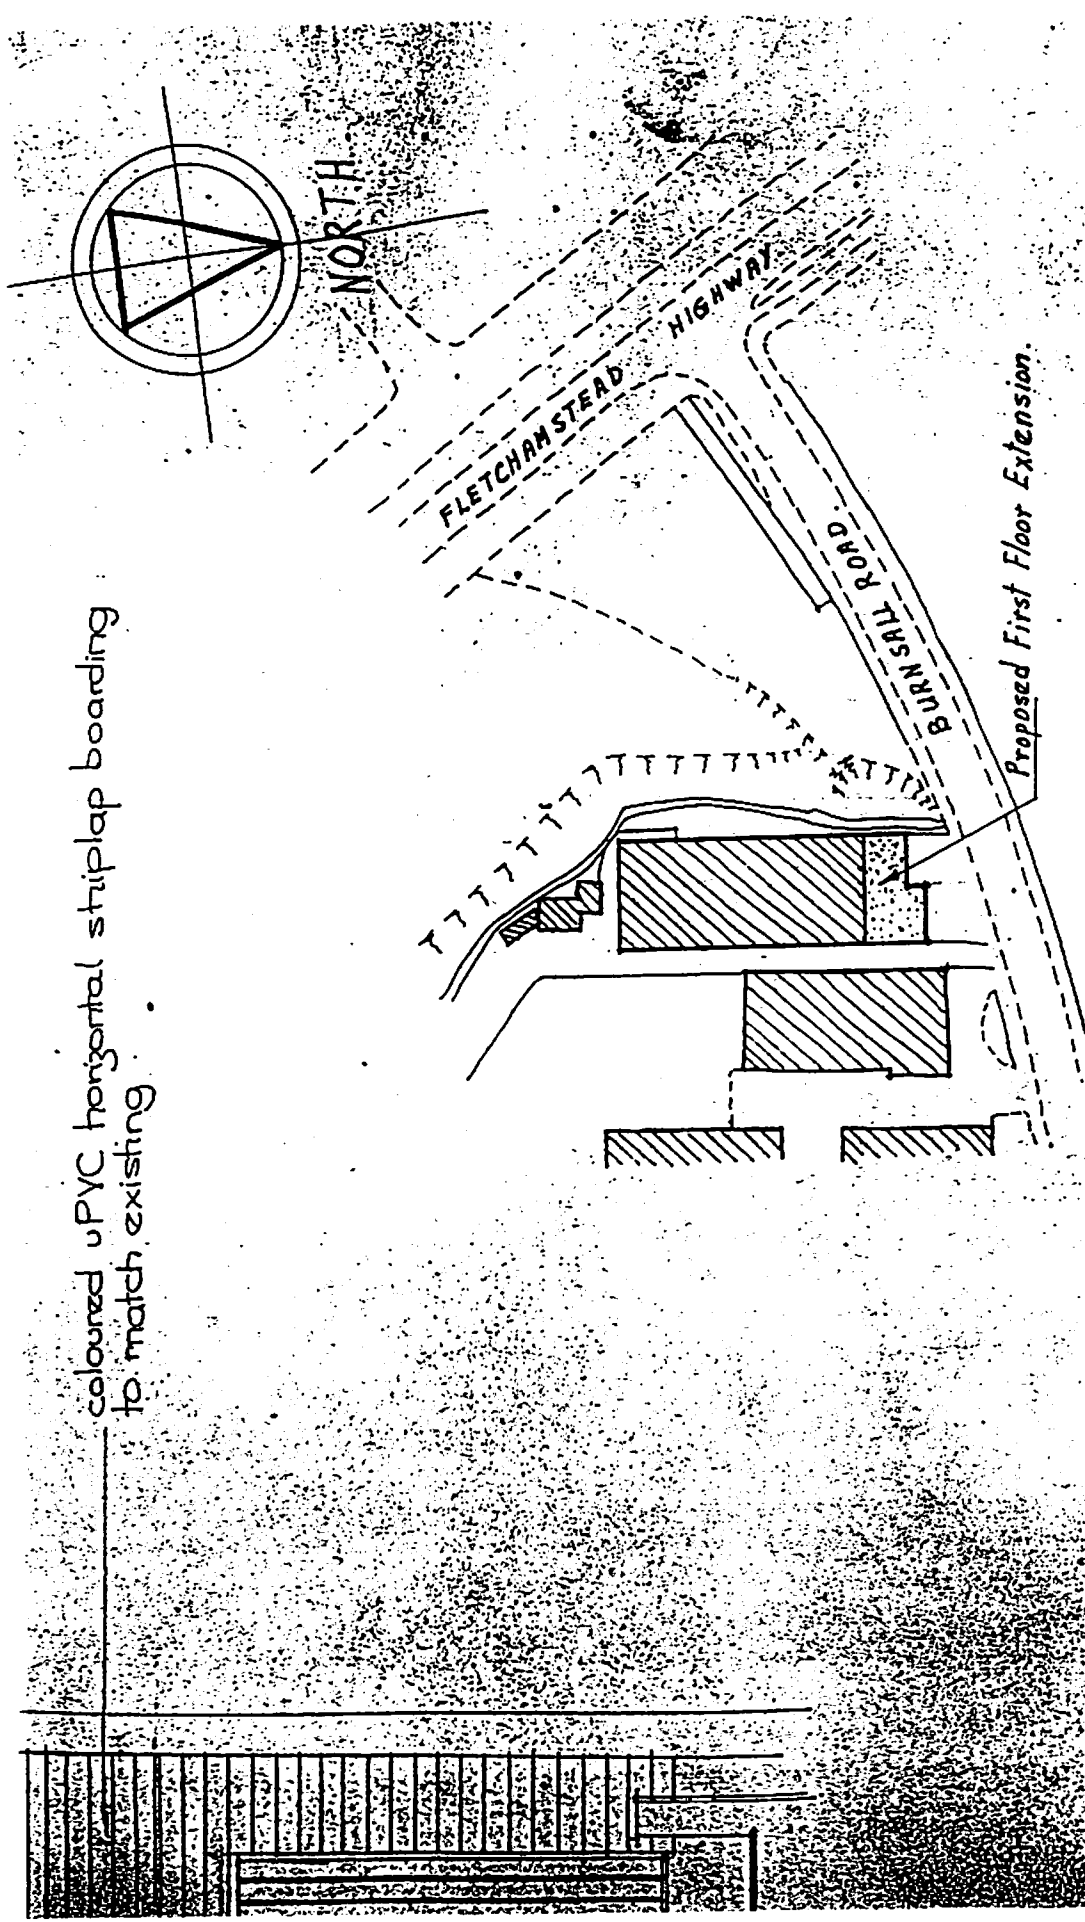 coloured uPVC horizontal shiplap boarding
to match existing
NORTH
FLETCHAMSTEAD HIGHWAY
BURNSALL ROAD.
Proposed First Floor Extension.